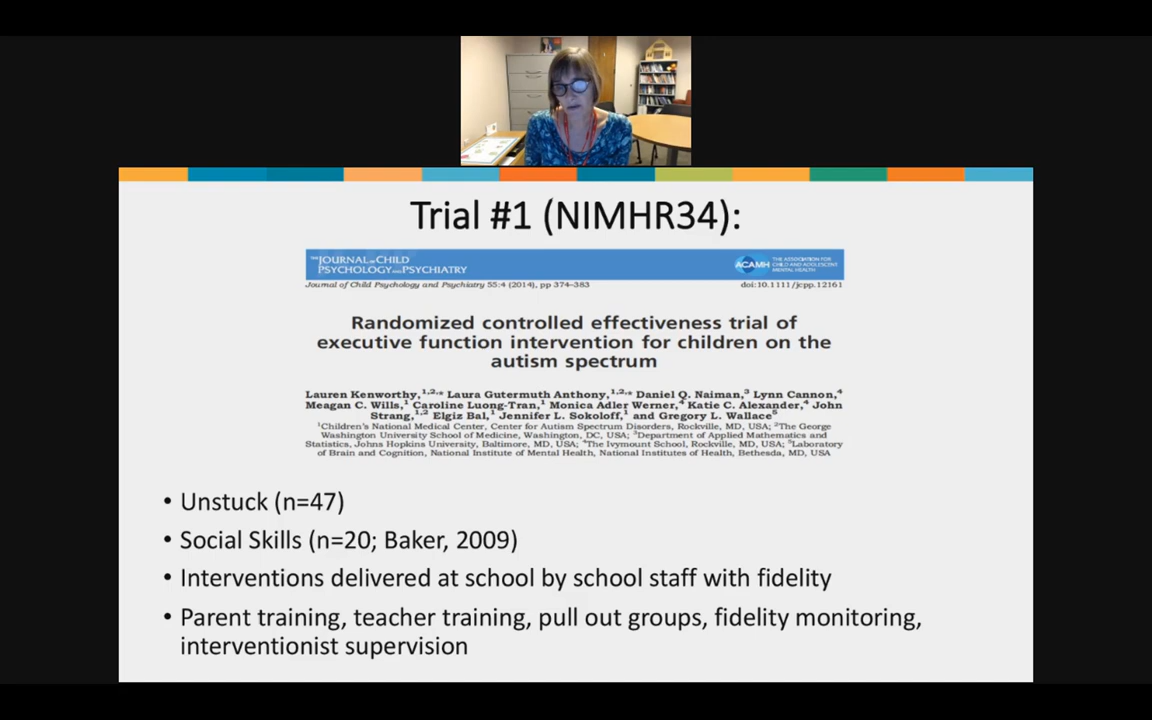 Trial #1 (NIMHR34):
THE JOURNAL OF CHILD
PSYCHOLOGY AND PSYCHIATRY
ACAMH
THE ASSOCIATION FOR
CHILD AND ADOLESCENT
MENTAL HEALTH
Journal of Child Psychology and Psychiatry 55:4 (2014), pp 374–383
doi:10.1111/jcpp.12161
Randomized controlled effectiveness trial of
executive function intervention for children on the
autism spectrum
Lauren Kenworthy,1,2,* Laura Gutermuth Anthony,1,2,* Daniel Q. Naiman,3 Lynn Cannon,4
Meagan C. Wills,1 Caroline Luong-Tran,1 Monica Adler Werner,4 Katie C. Alexander,4 John
Strang,1,2 Elgiz Bal,1 Jennifer L. Sokoloff,1 and Gregory L. Wallace5
1Children's National Medical Center, Center for Autism Spectrum Disorders, Rockville, MD, USA; 2The George
Washington University School of Medicine, Washington, DC, USA; 3Department of Applied Mathematics and
Statistics, Johns Hopkins University, Baltimore, MD, USA; 4The Ivymount School, Rockville, MD, USA; 5Laboratory
of Brain and Cognition, National Institute of Mental Health, National Institutes of Health, Bethesda, MD, USA
• Unstuck (n=47)
• Social Skills (n=20; Baker, 2009)
• Interventions delivered at school by school staff with fidelity
• Parent training, teacher training, pull out groups, fidelity monitoring,
interventionist supervision